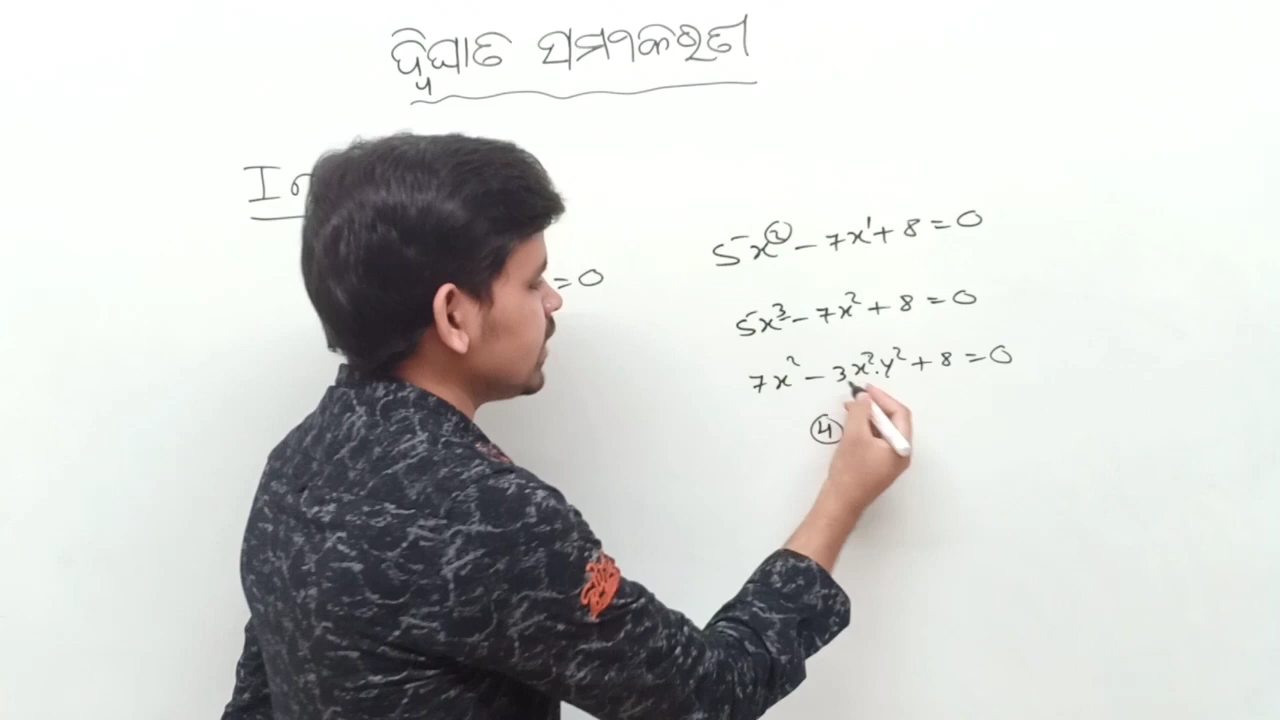 ଦ୍ୱିଘାତ ସମୀକରଣ
= 0
5x² - 7x¹ + 8 = 0
5x³ - 7x² + 8 = 0
7x² - 3x².y² + 8 = 0
4